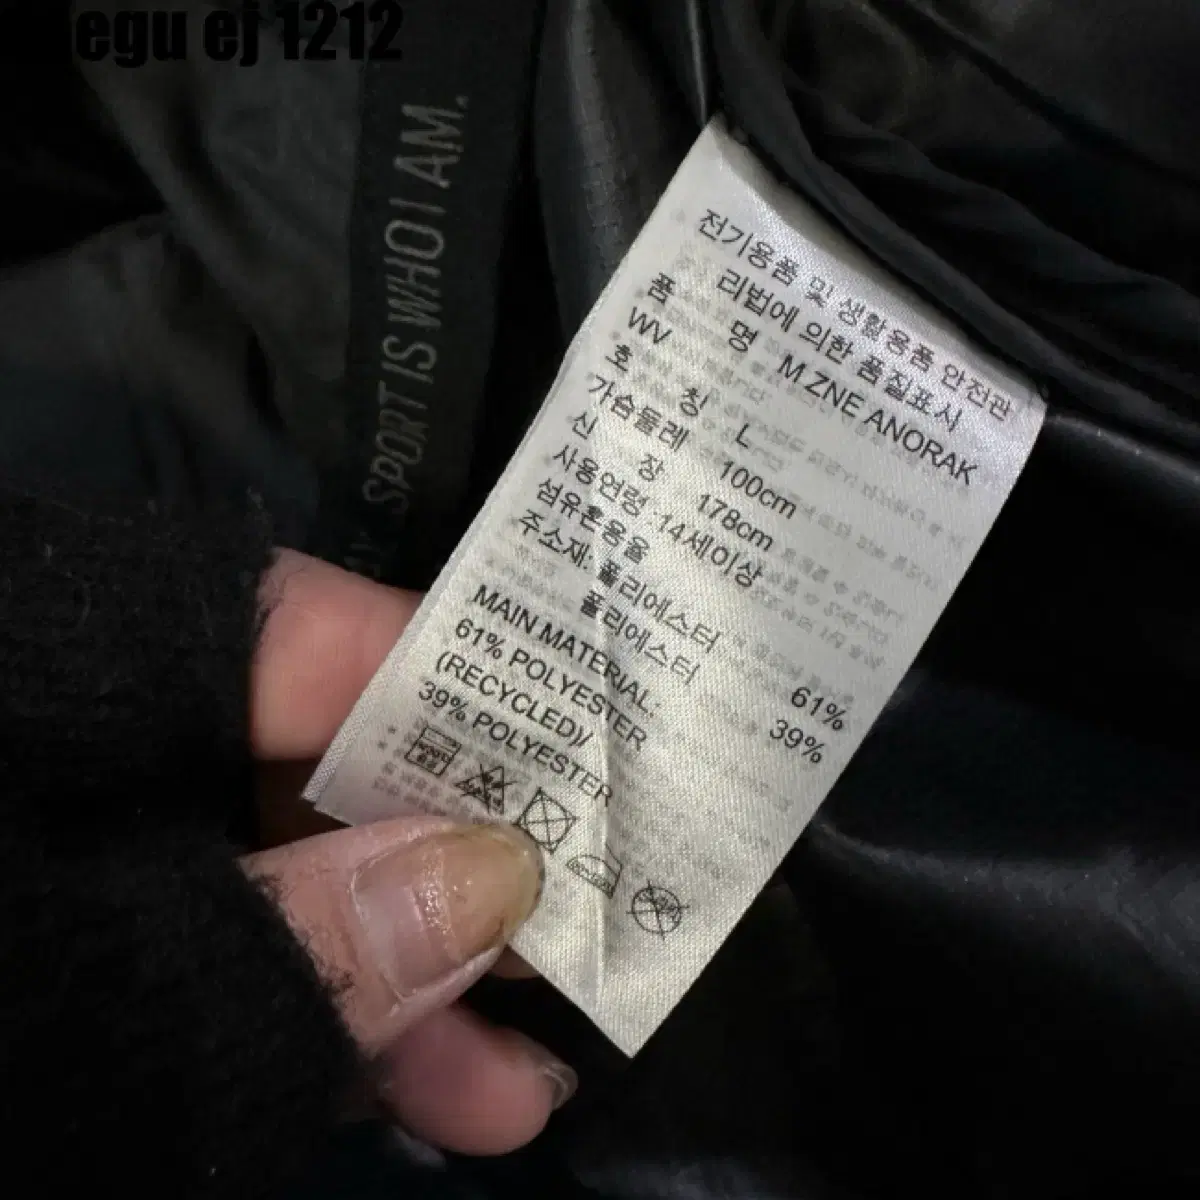 egu ej 1212
SPORT IS WHO I AM.
전기용품 및 생활용품 안전관
리법에 의한 품질표시
품 명 M ZNE ANORAK
WV
호 칭 L
가슴둘레 100cm
신 장 178cm
사용연령 :14세이상
섬유혼용율
주소재: 폴리에스터 61%
폴리에스터 39%
MAIN MATERIAL:
61% POLYESTER
(RECYCLED)/
39% POLYESTER